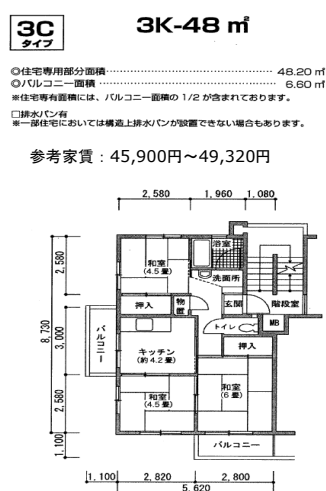 3C
タイプ
3K-48 ㎡
◎住宅専用部分面積 48.20㎡
◎バルコニー面積 6.60㎡
※住宅専有面積には、バルコニー面積の1/2が含まれております。
□排水パン有
※一部住宅においては構造上排水パンが設置できない場合もあります。
参考家賃：45,900円～49,320円
2,580 1,960 1,080
浴室
和室
(4.5畳)
洗面所
2,580
押入
物置
玄関
階段室
トイレ
MB
バルコニー
8,730
3,000
キッチン
(約4.2畳)
押入
和室
(4.5畳)
和室
(6畳)
2,580
バルコニー
1,100
1,100 2,820 2,800
5,620